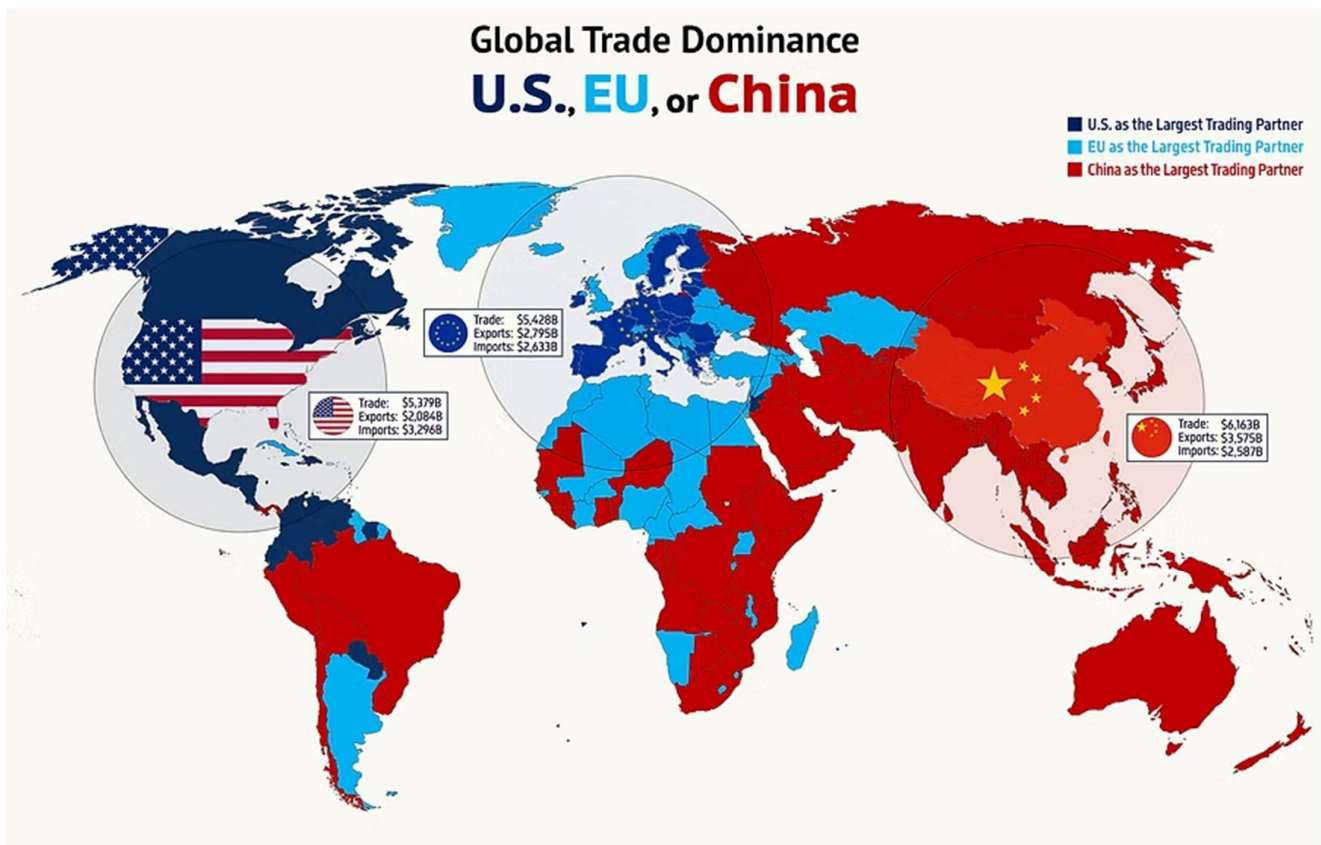 Global Trade Dominance
U.S., EU, or China
U.S. as the Largest Trading Partner
EU as the Largest Trading Partner
China as the Largest Trading Partner
Trade: $5,428B
Exports: $2,795B
Imports: $2,633B
Trade: $5,379B
Exports: $2,084B
Imports: $3,296B
Trade: $6,163B
Exports: $3,575B
Imports: $2,587B